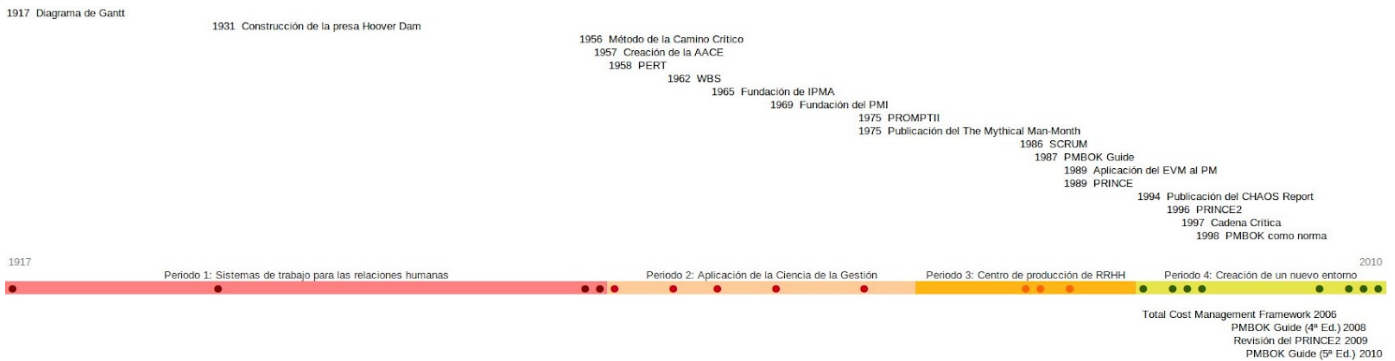 1917 Diagrama de Gantt
1931 Construcción de la presa Hoover Dam
1956 Método de la Camino Crítico
1957 Creación de la AACE
1958 PERT
1962 WBS
1965 Fundación de IPMA
1969 Fundación del PMI
1975 PROMPTII
1975 Publicación del The Mythical Man-Month
1986 SCRUM
1987 PMBOK Guide
1989 Aplicación del EVM al PM
1989 PRINCE
1994 Publicación del CHAOS Report
1996 PRINCE2
1997 Cadena Crítica
1998 PMBOK como norma
1917 2010
Periodo 1: Sistemas de trabajo para las relaciones humanas Periodo 2: Aplicación de la Ciencia de la Gestión Periodo 3: Centro de producción de RRHH Periodo 4: Creación de un nuevo entorno
Total Cost Management Framework 2006
PMBOK Guide (4ª Ed.) 2008
Revisión del PRINCE2 2009
PMBOK Guide (5ª Ed.) 2010